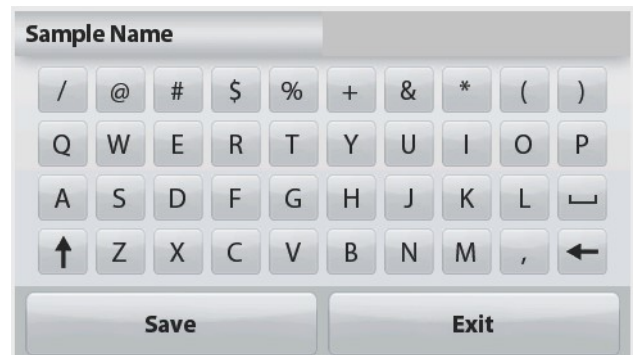 Sample Name
/ @ # $ % + & * ( )
Q W E R T Y U I O P
A S D F G H J K L
Z X C V B N M ,
Save Exit